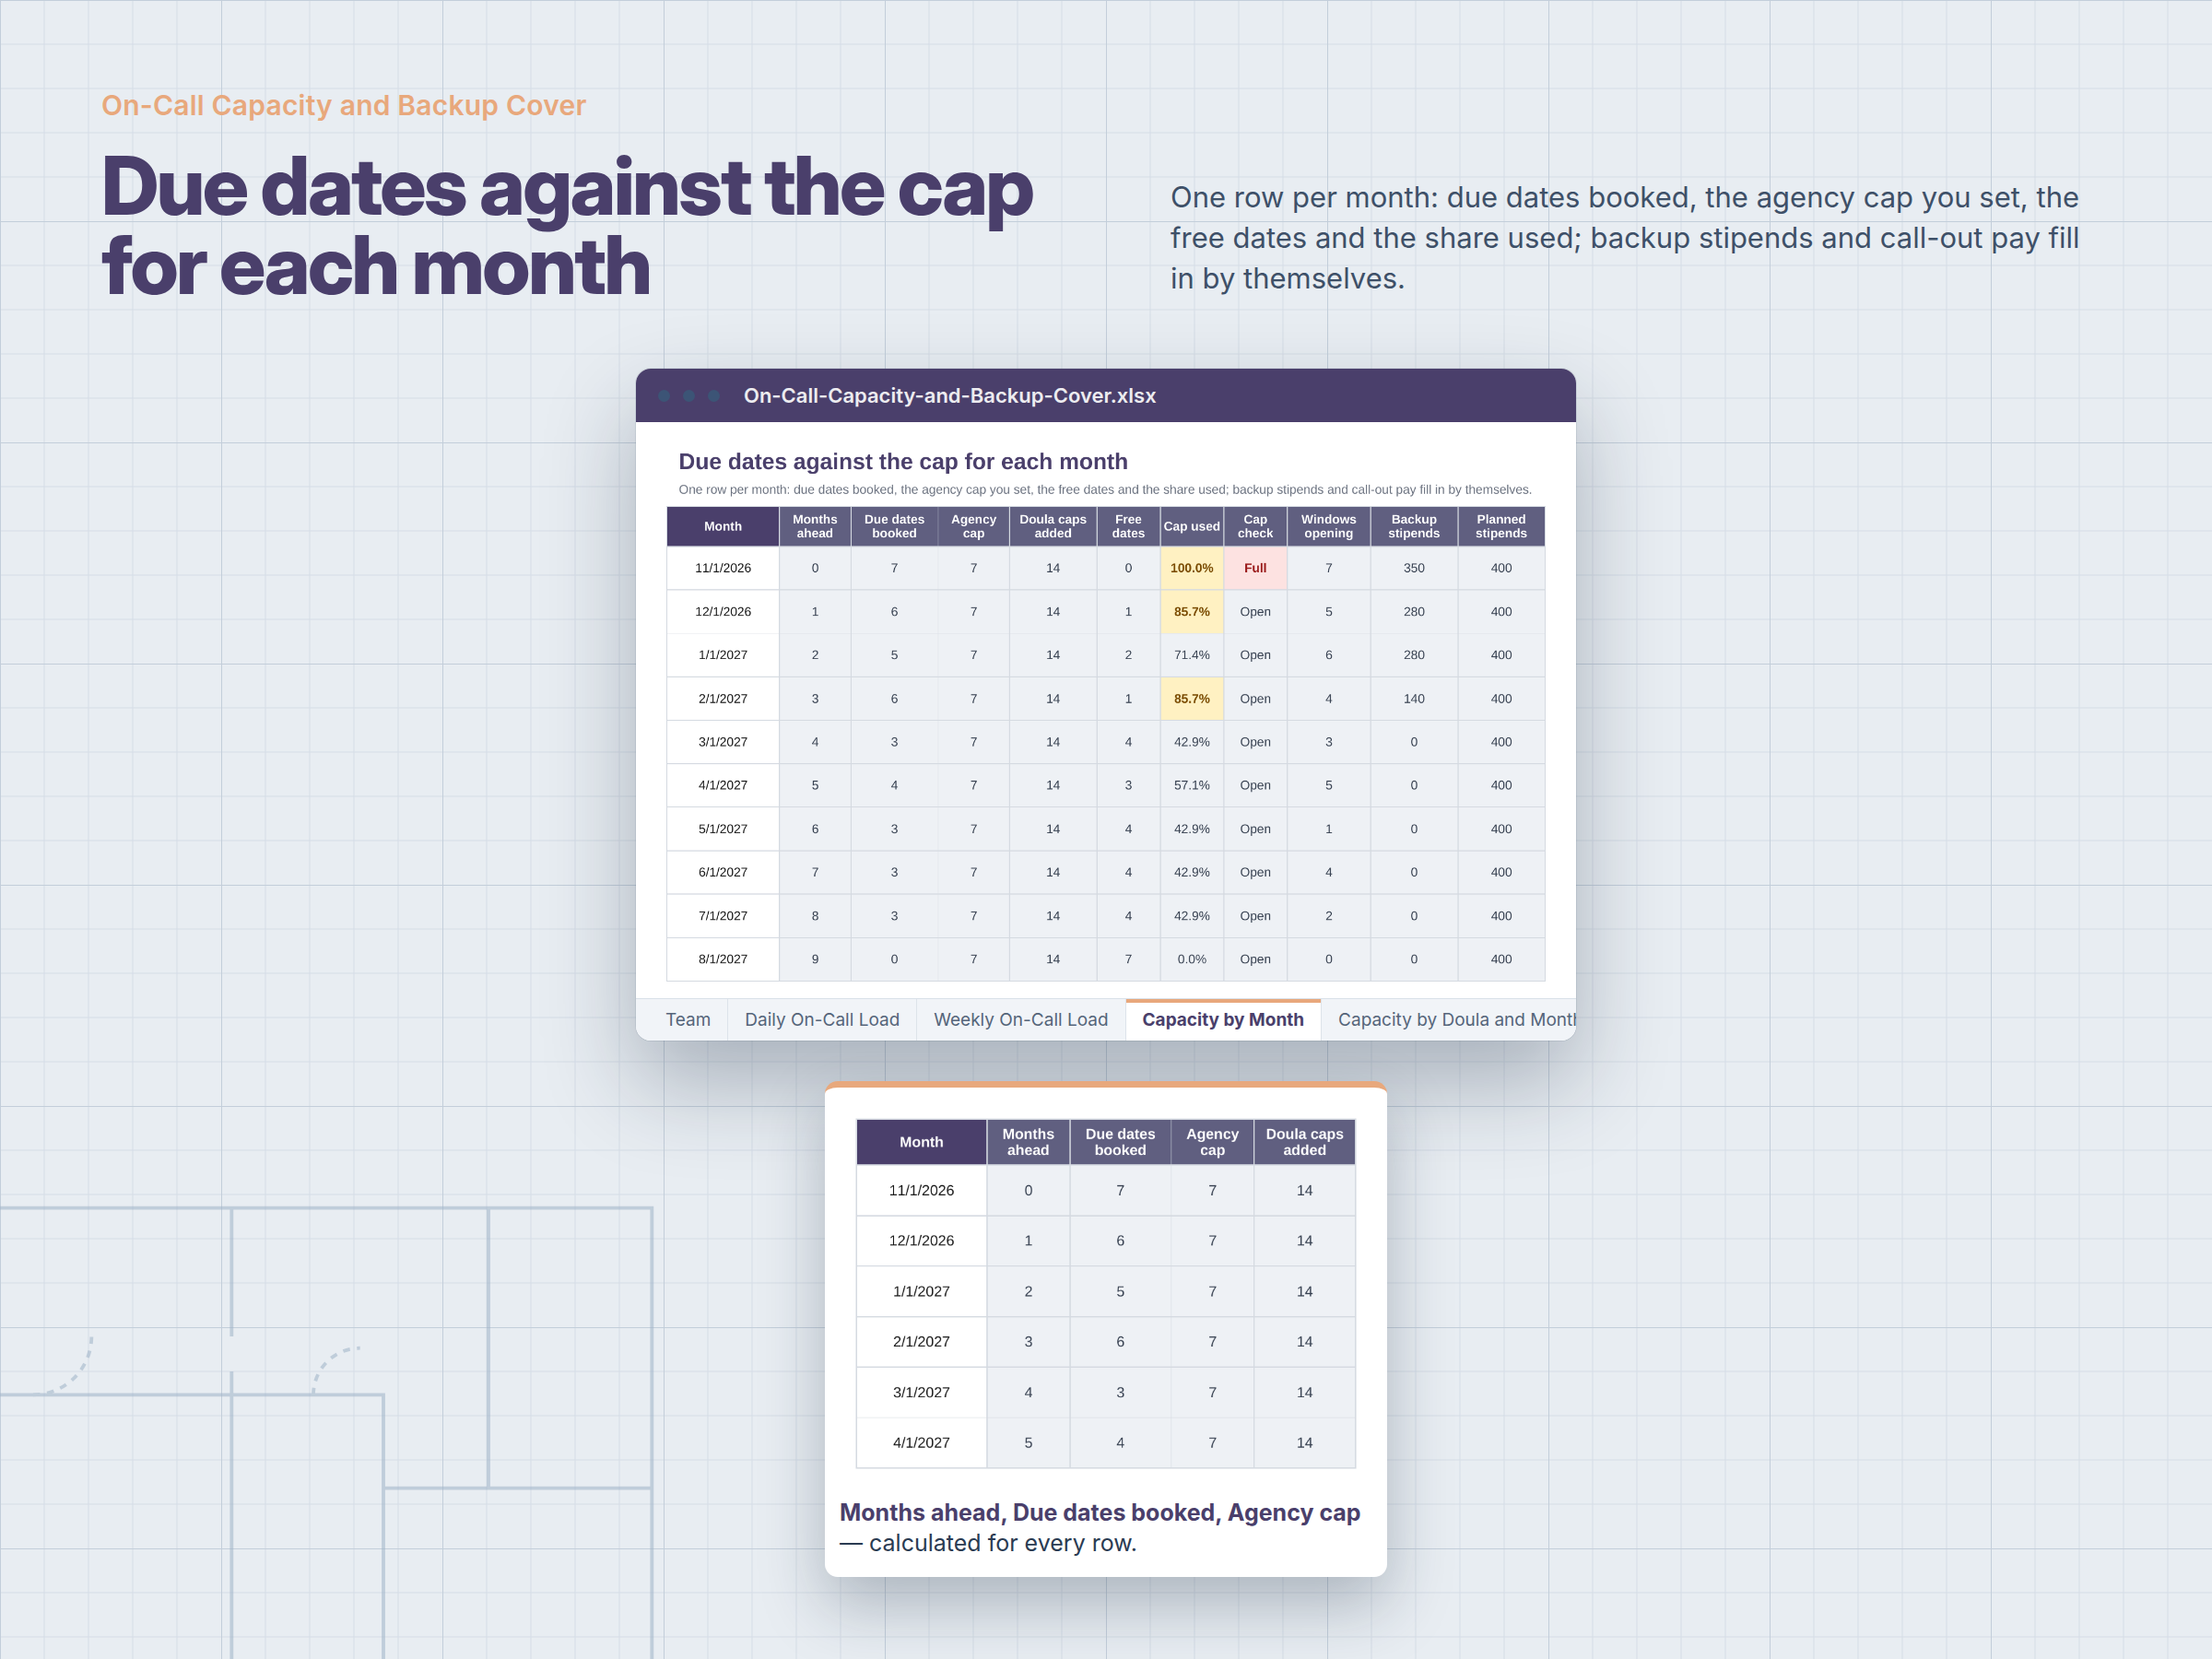 On-Call Capacity and Backup Cover
Due dates against the cap
for each month
One row per month: due dates booked, the agency cap you set, the
free dates and the share used; backup stipends and call-out pay fill
in by themselves.
On-Call-Capacity-and-Backup-Cover.xlsx
Due dates against the cap for each month
One row per month: due dates booked, the agency cap you set, the free dates and the share used; backup stipends and call-out pay fill in by themselves.
Month Months ahead Due dates booked Agency cap Doula caps added Free dates Cap used Cap check Windows opening Backup stipends Planned stipends
11/1/2026 0 7 7 14 0 100.0% Full 7 350 400
12/1/2026 1 6 7 14 1 85.7% Open 5 280 400
1/1/2027 2 5 7 14 2 71.4% Open 6 280 400
2/1/2027 3 6 7 14 1 85.7% Open 4 140 400
3/1/2027 4 3 7 14 4 42.9% Open 3 0 400
4/1/2027 5 4 7 14 3 57.1% Open 5 0 400
5/1/2027 6 3 7 14 4 42.9% Open 1 0 400
6/1/2027 7 3 7 14 4 42.9% Open 4 0 400
7/1/2027 8 3 7 14 4 42.9% Open 2 0 400
8/1/2027 9 0 7 14 7 0.0% Open 0 0 400
Team Daily On-Call Load Weekly On-Call Load Capacity by Month Capacity by Doula and Month
Month Months ahead Due dates booked Agency cap Doula caps added
11/1/2026 0 7 7 14
12/1/2026 1 6 7 14
1/1/2027 2 5 7 14
2/1/2027 3 6 7 14
3/1/2027 4 3 7 14
4/1/2027 5 4 7 14
Months ahead, Due dates booked, Agency cap
— calculated for every row.